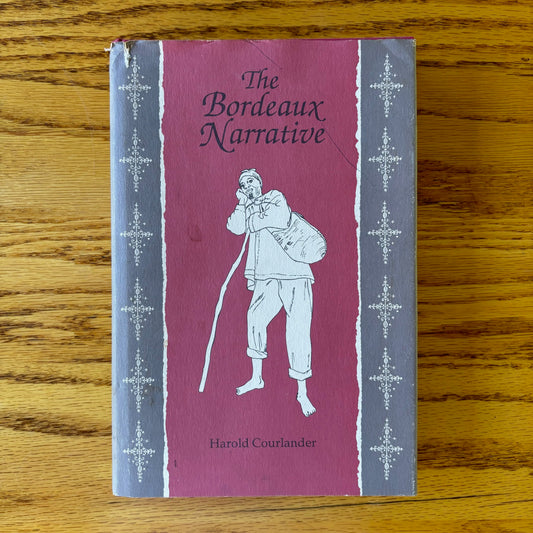 The
Bordeaux
Narrative
Harold Courlander